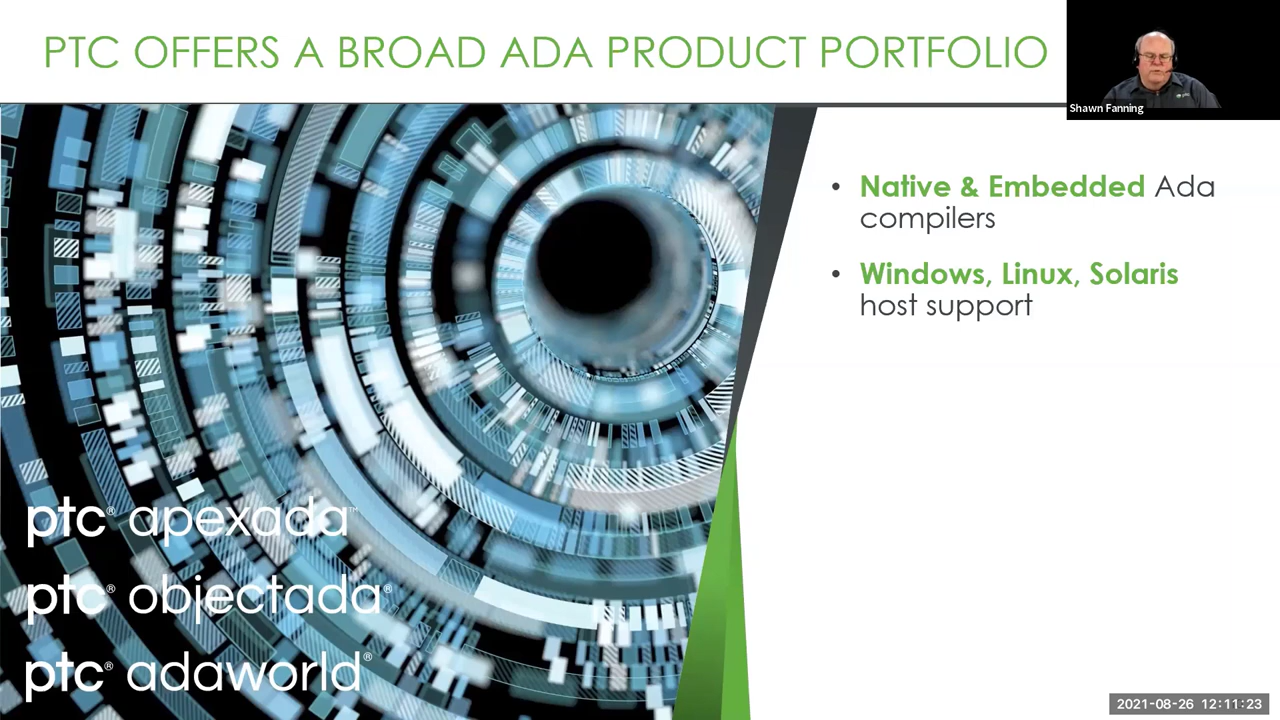 PTC OFFERS A BROAD ADA PRODUCT PORTFOLIO
Shawn Fanning
• Native & Embedded Ada
compilers
• Windows, Linux, Solaris
host support
ptc® apexada™
ptc® objectada®
ptc® adaworld®
2021-08-26 12:11:23